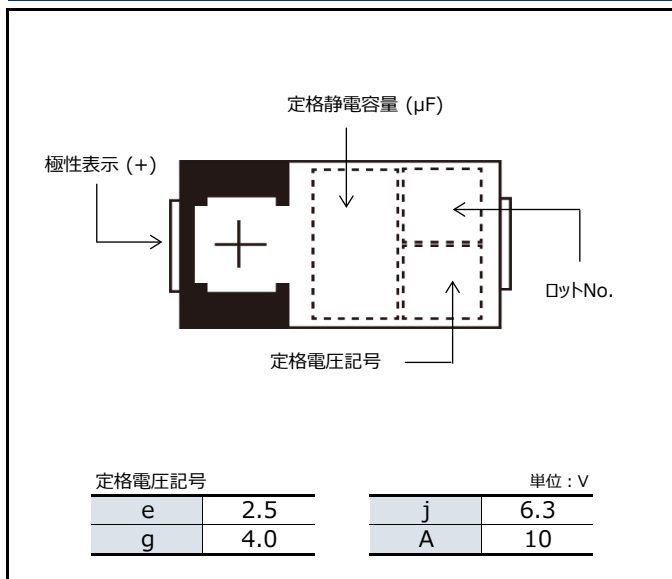 定格静電容量 (μF)
極性表示 (+)
ロットNo.
定格電圧記号
定格電圧記号
単位：V
e 2.5 j 6.3
g 4.0 A 10